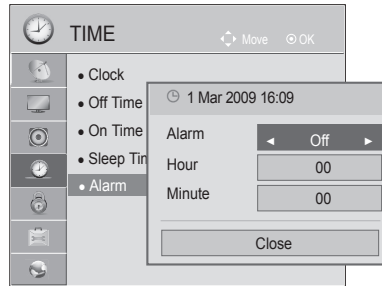 TIME
Move OK
• Clock
• Off Time
• On Time
• Sleep Tim
• Alarm
1 Mar 2009 16:09
Alarm ◄ Off ►
Hour 00
Minute 00
Close